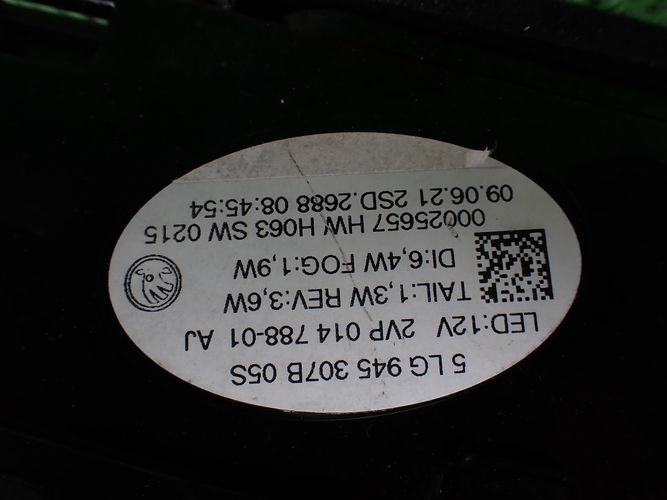 5 LG 945 307B 05S
LED:12V 2VP 014 788-01 AJ
TAIL:1,3W REV:3,6W
DI:6,4W FOG:1,9W
00025657 HW H063 SW 0215
09.06.21 2SD.2688 08:45:54